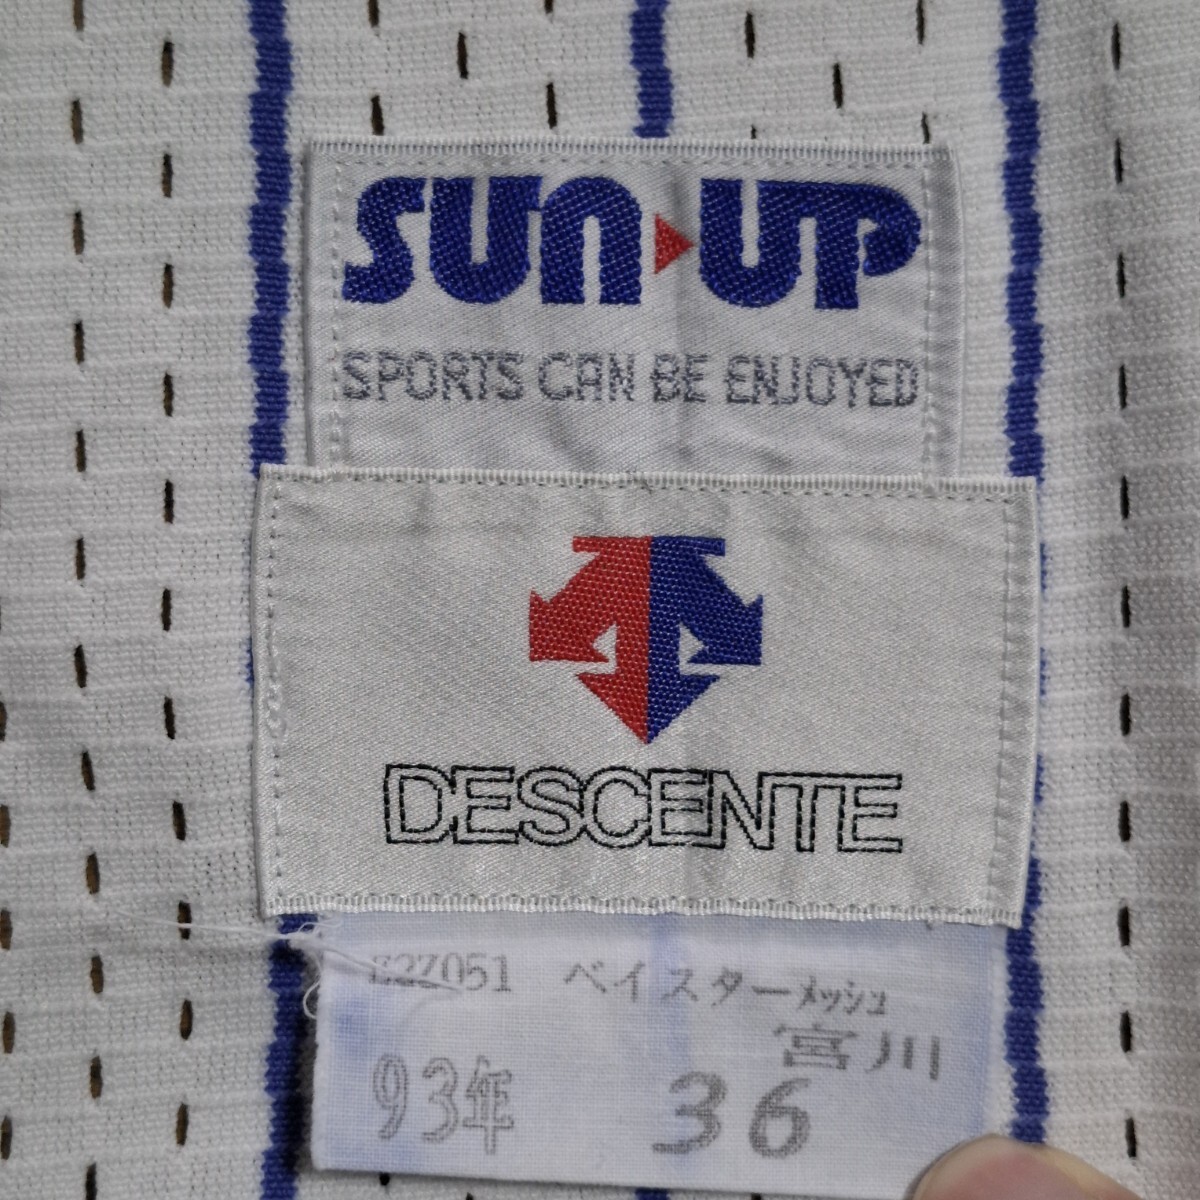 SUN UP
SPORTS CAN BE ENJOYED
DESCENTE
E2Z051 ベイスターメッシュ
宮川
93年 36